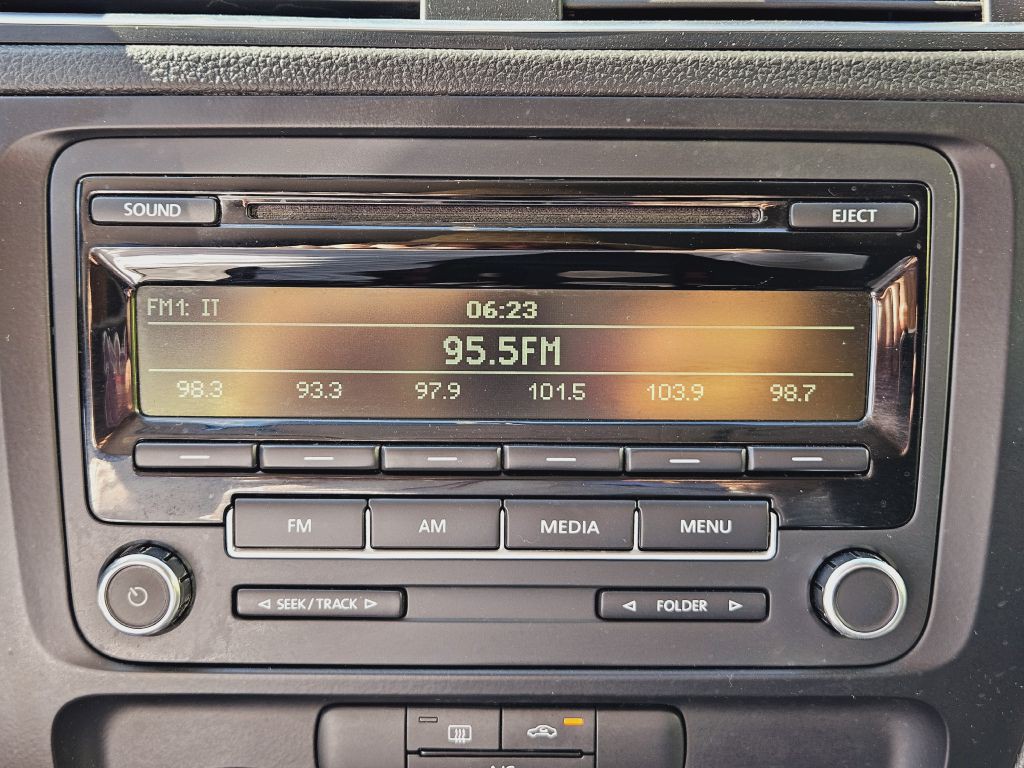 SOUND EJECT
FM1: IT 06:23
95.5FM
98.3 93.3 97.9 101.5 103.9 98.7
FM AM MEDIA MENU
SEEK/TRACK FOLDER